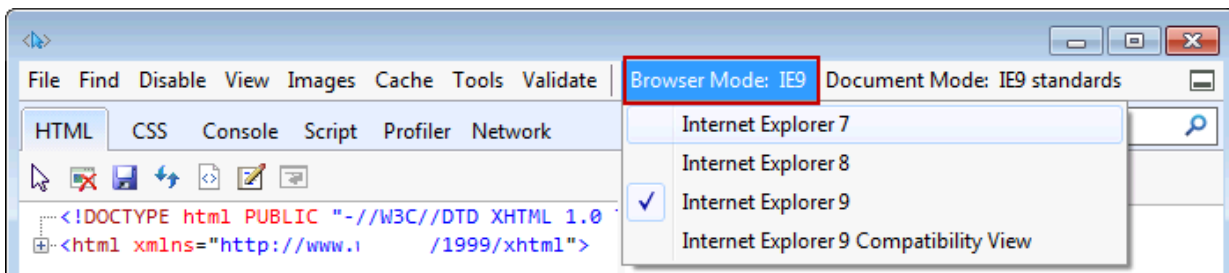 File Find Disable View Images Cache Tools Validate Browser Mode: IE9 Document Mode: IE9 standards
HTML CSS Console Script Profiler Network
Internet Explorer 7
Internet Explorer 8
Internet Explorer 9
Internet Explorer 9 Compatibility View
<!DOCTYPE html PUBLIC "-//W3C//DTD XHTML 1.0
<html xmlns="http://www. /1999/xhtml">